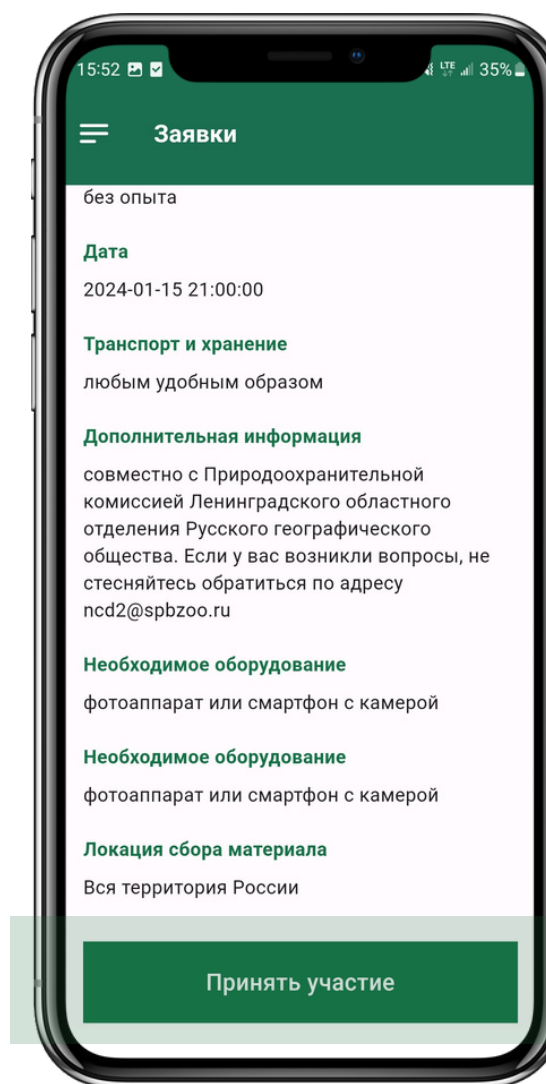 15:52 LTE 35%
Заявки
без опыта
Дата
2024-01-15 21:00:00
Транспорт и хранение
любым удобным образом
Дополнительная информация
совместно с Природоохранительной
комиссией Ленинградского областного
отделения Русского географического
общества. Если у вас возникли вопросы, не
стесняйтесь обратиться по адресу
ncd2@spbzoo.ru
Необходимое оборудование
фотоаппарат или смартфон с камерой
Необходимое оборудование
фотоаппарат или смартфон с камерой
Локация сбора материала
Вся территория России
Принять участие